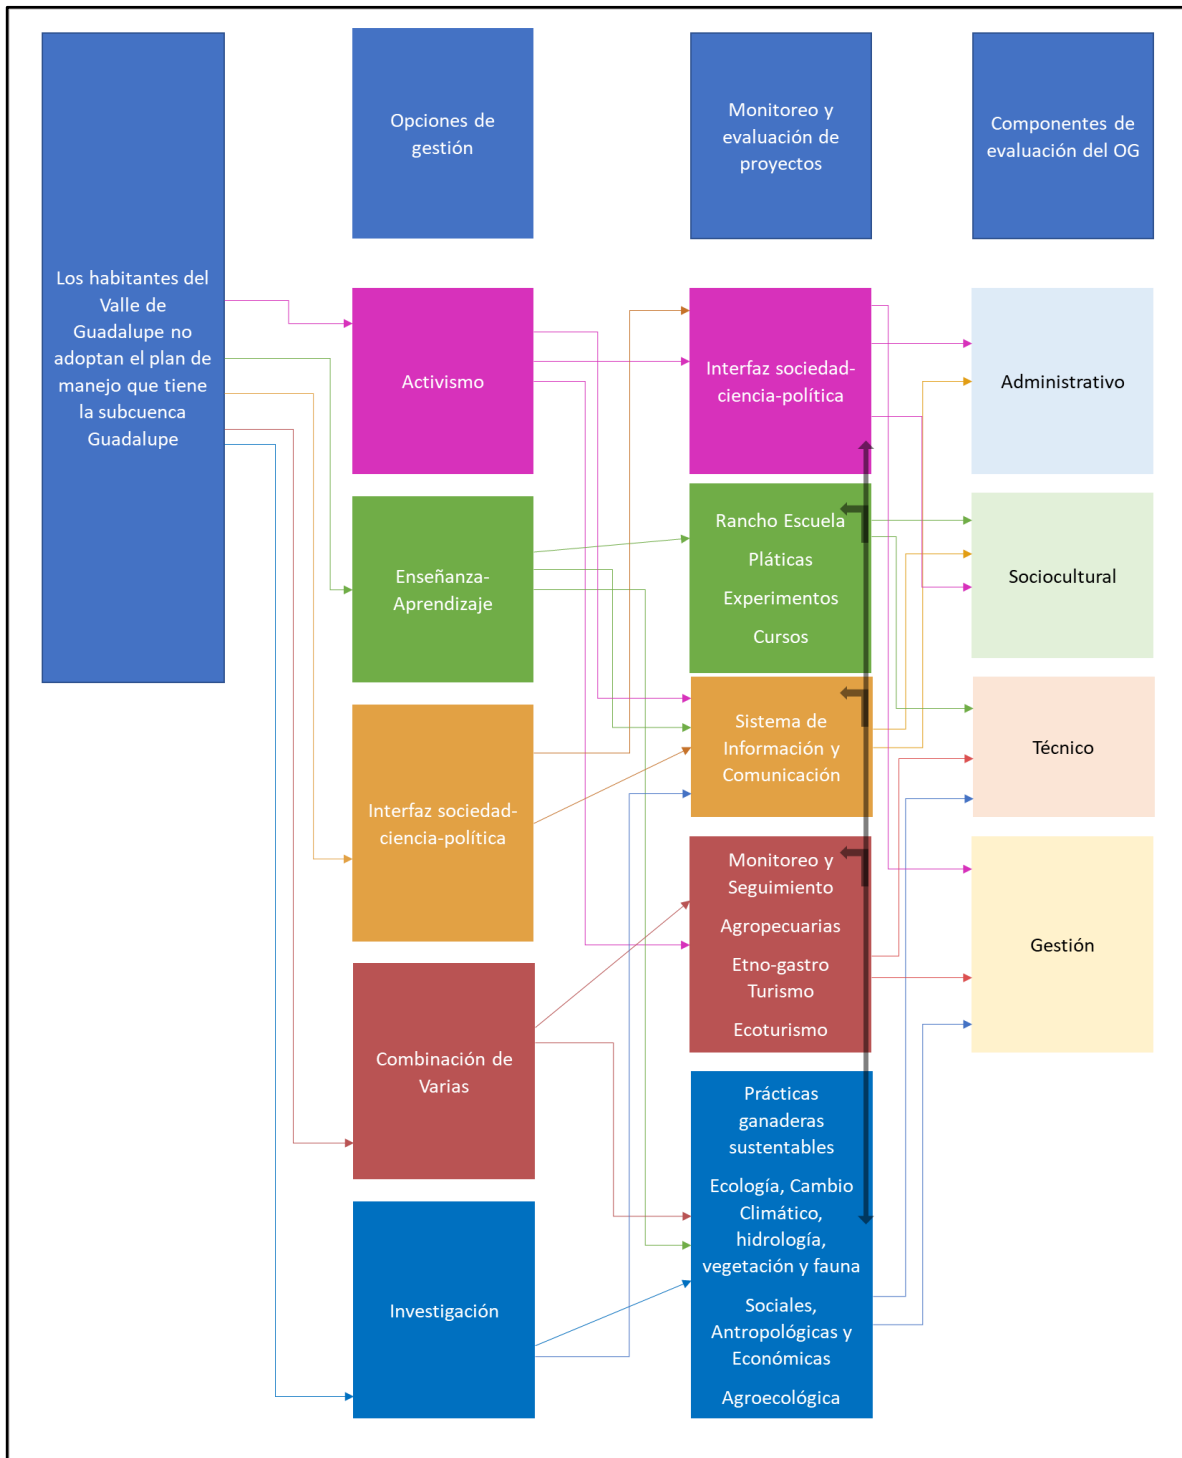 Los habitantes del
Valle de
Guadalupe no
adoptan el plan de
manejo que tiene
la subcuenca
Guadalupe
Opciones de
gestión
Activismo
Enseñanza-
Aprendizaje
Interfaz sociedad-
ciencia-política
Combinación de
Varias
Investigación
Monitoreo y
evaluación de
proyectos
Interfaz sociedad-
ciencia-política
Rancho Escuela
Pláticas
Experimentos
Cursos
Sistema de
Información y
Comunicación
Monitoreo y
Seguimiento
Agropecuarias
Etno-gastro
Turismo
Ecoturismo
Prácticas
ganaderas
sustentables
Ecología, Cambio
Climático,
hidrología,
vegetación y fauna
Sociales,
Antropológicas y
Económicas
Agroecológica
Componentes de
evaluación del OG
Administrativo
Sociocultural
Técnico
Gestión